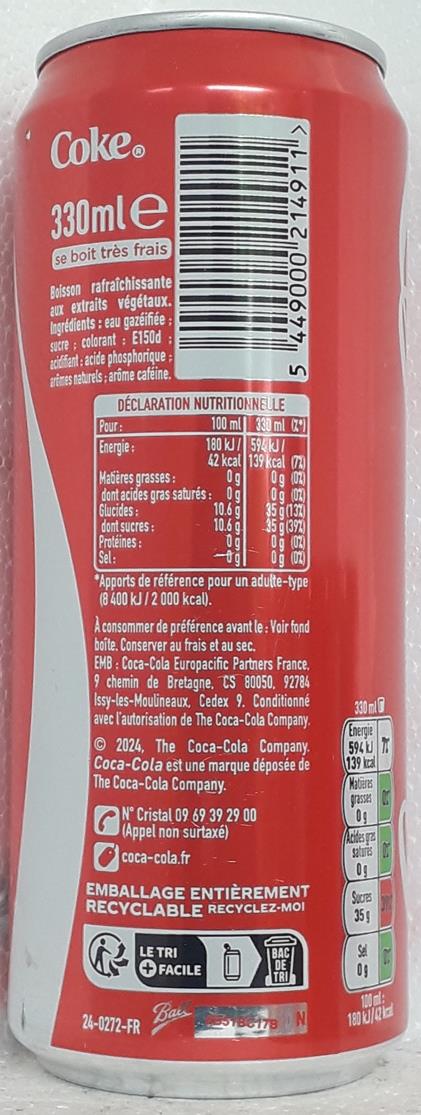 Coke®
330ml e
se boit très frais
Boisson rafraîchissante
aux extraits végétaux.
Ingrédients : eau gazéifiée ;
sucre ; colorant : E150d ;
acidifiant : acide phosphorique ;
arômes naturels ; arôme caféine.
5 449000 214911 >
DÉCLARATION NUTRITIONNELLE
Pour : 100 ml 330 ml (%*)
Energie : 180 kJ / 594 kJ /
42 kcal 139 kcal (7%)
Matières grasses : 0 g 0 g (0%)
dont acides gras saturés : 0 g 0 g (0%)
Glucides : 10.6 g 35 g (13%)
dont sucres : 10.6 g 35 g (39%)
Protéines : 0 g 0 g (0%)
Sel : 0 g 0 g (0%)
*Apports de référence pour un adulte-type
(8 400 kJ / 2 000 kcal).
À consommer de préférence avant le : Voir fond
boîte. Conserver au frais et au sec.
EMB : Coca-Cola Europacific Partners France,
9 chemin de Bretagne, CS 80050, 92784
Issy-les-Moulineaux, Cedex 9. Conditionné
avec l'autorisation de The Coca-Cola Company.
© 2024, The Coca-Cola Company.
Coca-Cola est une marque déposée de
The Coca-Cola Company.
N° Cristal 09 69 39 29 00
(Appel non surtaxé)
coca-cola.fr
EMBALLAGE ENTIÈREMENT
RECYCLABLE RECYCLEZ-MOI
LE TRI
+ FACILE
BAC
DE
TRI
24-0272-FR
Ball
N
330 ml
Energie
594 kJ
139 kcal
7%*
Matières
grasses
0 g
0%*
Acides gras
saturés
0 g
0%*
Sucres
35 g
Sel
0 g
0%*
100 ml :
180 kJ / 42 kcal